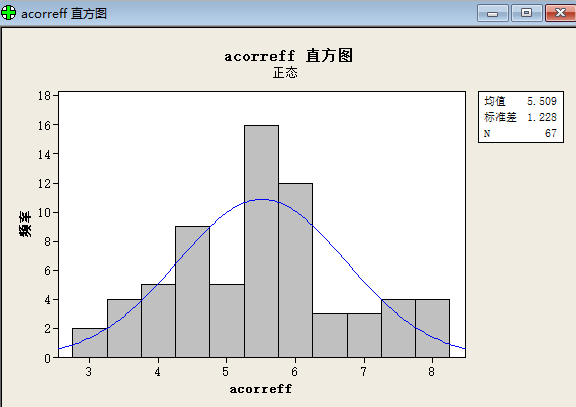 acorreff 直方图
acorreff 直方图
正态
18
16
14
12
10
8
6
4
2
0
频率
3 4 5 6 7 8
acorreff
均值 5.509
标准差 1.228
N 67